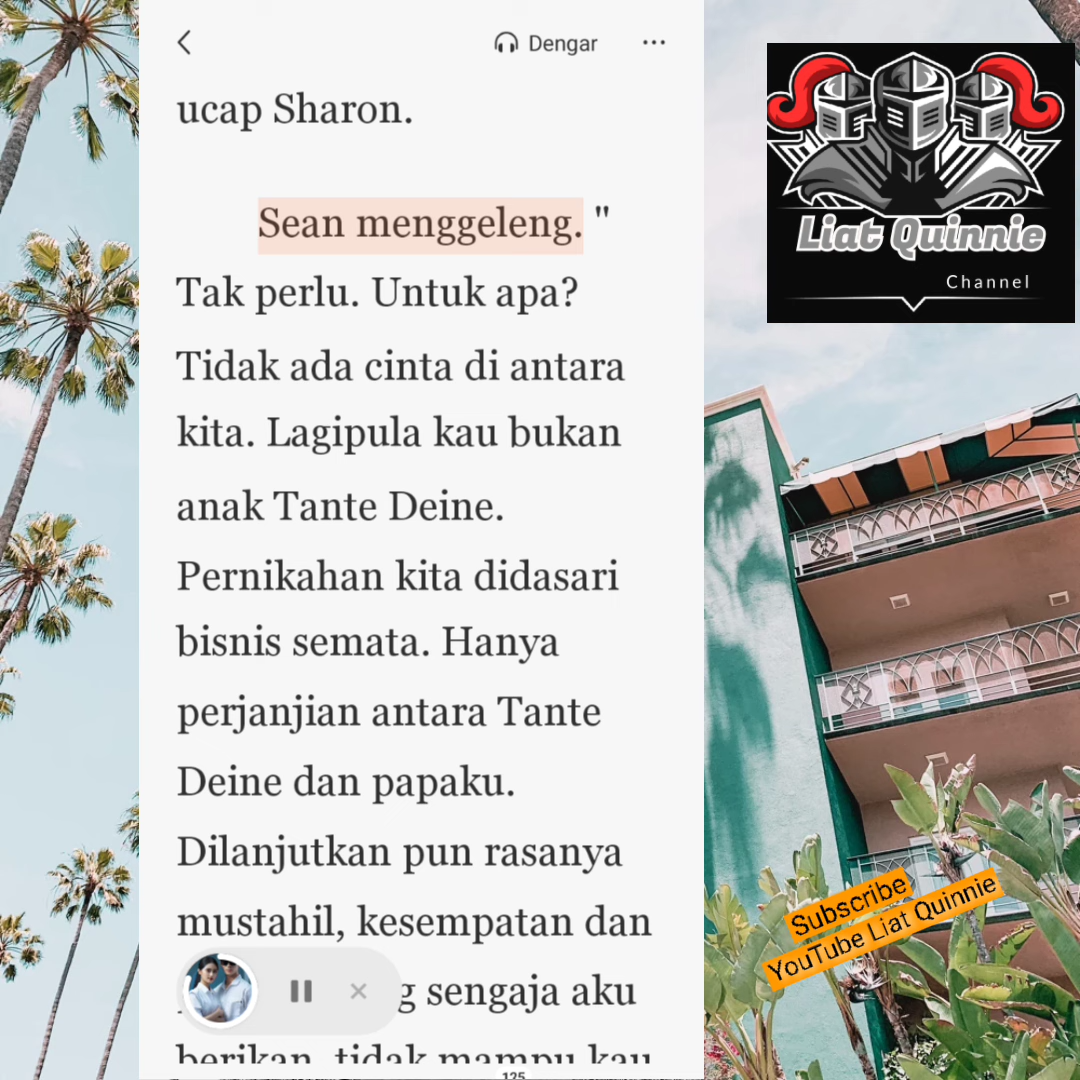 Dengar
ucap Sharon.
Sean menggeleng. "
Tak perlu. Untuk apa?
Tidak ada cinta di antara
kita. Lagipula kau bukan
anak Tante Deine.
Pernikahan kita didasari
bisnis semata. Hanya
perjanjian antara Tante
Deine dan papaku.
Dilanjutkan pun rasanya
mustahil, kesempatan dan
sengaja aku
berikan, tidak mampu kau
125
Liat Quinnie
Channel
Subscribe
YouTube Liat Quinnie